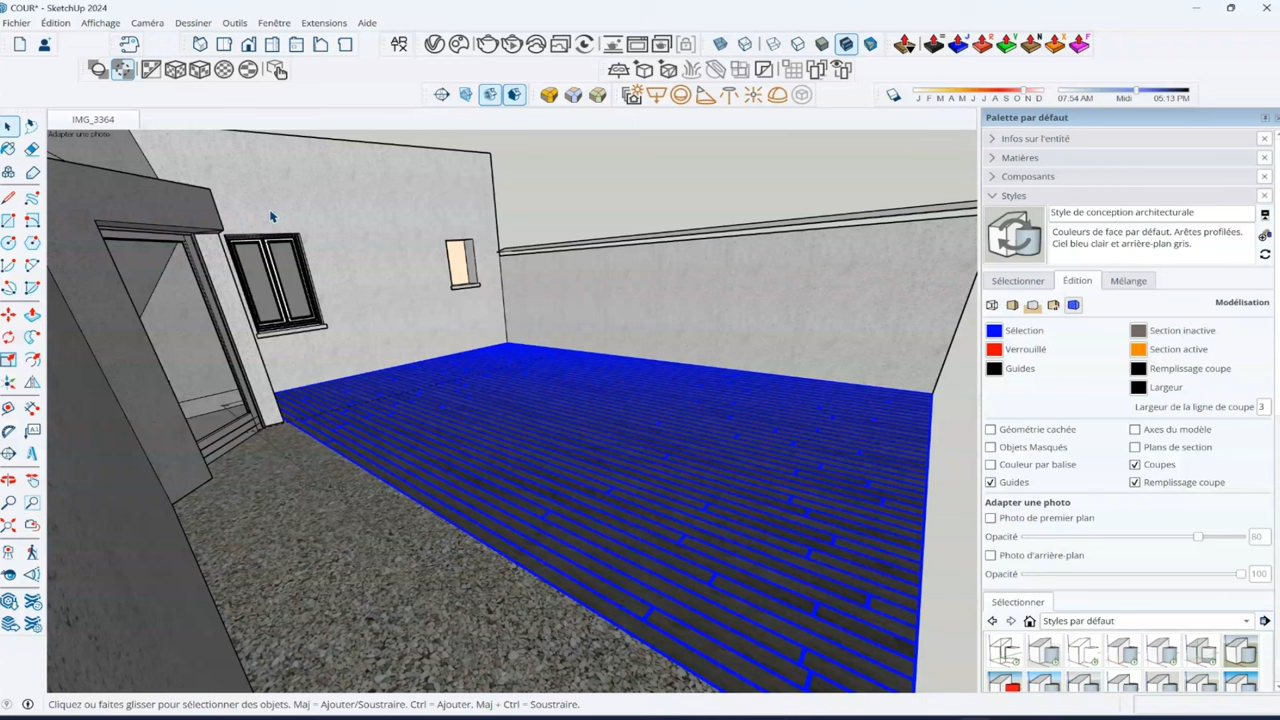 COUR* - SketchUp 2024
Fichier Édition Affichage Caméra Dessiner Outils Fenêtre Extensions Aide
J F M A M J J A S O N D 07:54 AM Midi 05:13 PM
IMG_3364
Adapter une photo
Palette par défaut
Infos sur l'entité
Matières
Composants
Styles
Style de conception architecturale
Couleurs de face par défaut. Arêtes profilées.
Ciel bleu clair et arrière-plan gris.
Sélectionner Édition Mélange
Modélisation
Sélection Section inactive
Verrouillé Section active
Guides Remplissage coupe
Largeur
Largeur de la ligne de coupe 3
Géométrie cachée Axes du modèle
Objets Masqués Plans de section
Couleur par balise Coupes
Guides Remplissage coupe
Adapter une photo
Photo de premier plan
Opacité 80
Photo d'arrière-plan
Opacité 100
Sélectionner
Styles par défaut
Cliquez ou faites glisser pour sélectionner des objets. Maj = Ajouter/Soustraire. Ctrl = Ajouter. Maj + Ctrl = Soustraire.